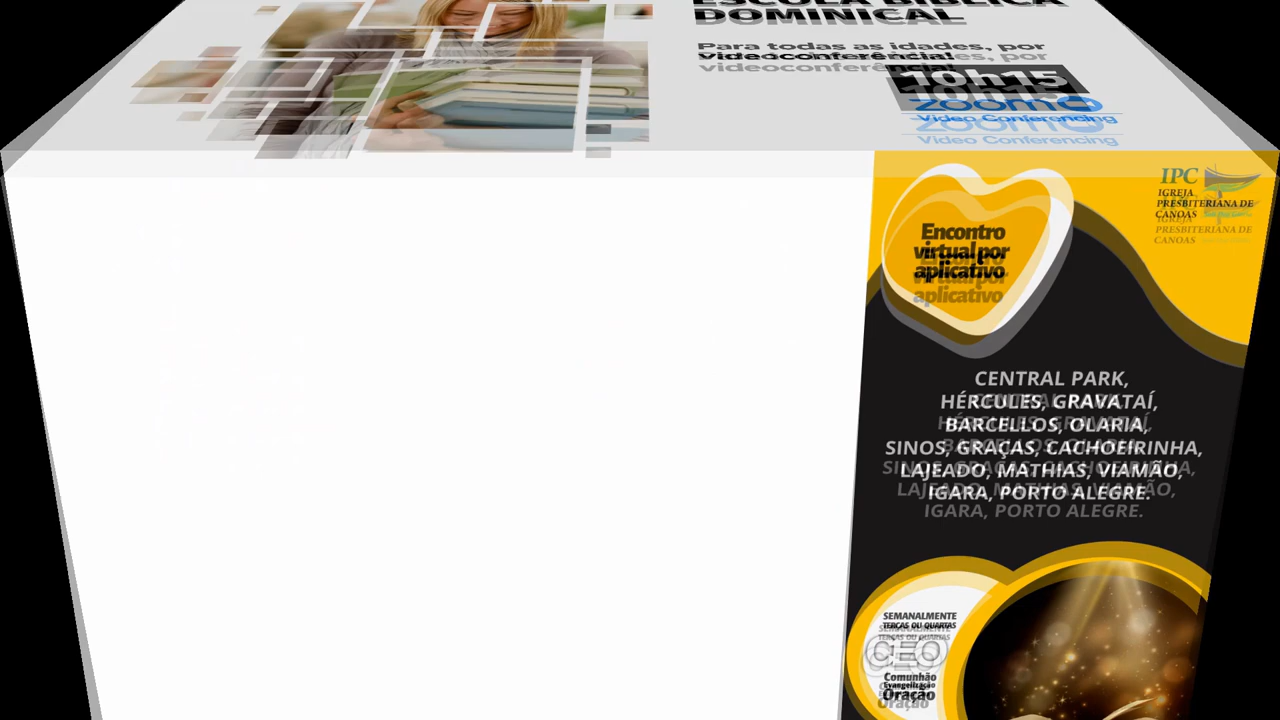 ESCOLA BÍBLICA
DOMINICAL
Para todas as idades, por
videoconferência!
10h15
zoom
Video Conferencing
IPC
IGREJA
PRESBITERIANA DE
CANOAS
Encontro
virtual por
aplicativo
CENTRAL PARK,
HÉRCULES, GRAVATAÍ,
BARCELLOS, OLARIA,
SINOS, GRAÇAS, CACHOEIRINHA,
LAJEADO, MATHIAS, VIAMÃO,
IGARA, PORTO ALEGRE.
SEMANALMENTE
TERÇAS OU QUARTAS
CEO
Comunhão
Evangelização
Oração